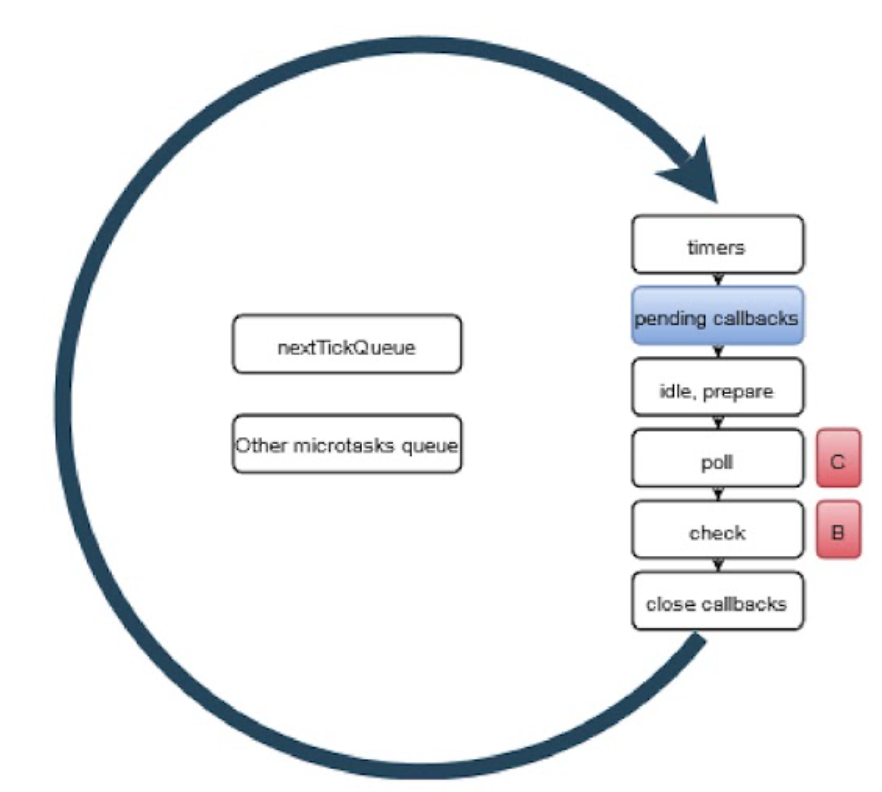 timers
pending callbacks
nextTickQueue
idle, prepare
Other microtasks queue
poll
C
check
B
close callbacks